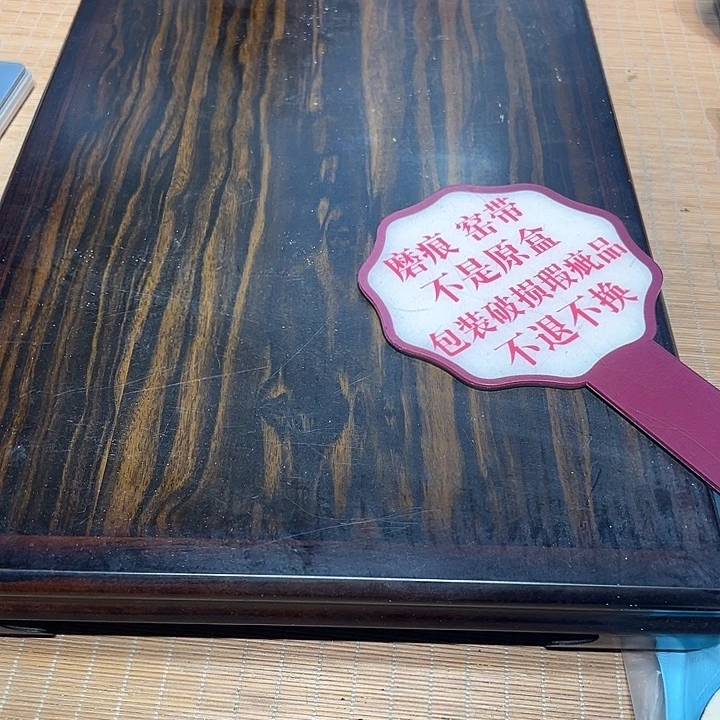 磨痕 窑带
不是原盒
包装破损瑕疵品
不退不换